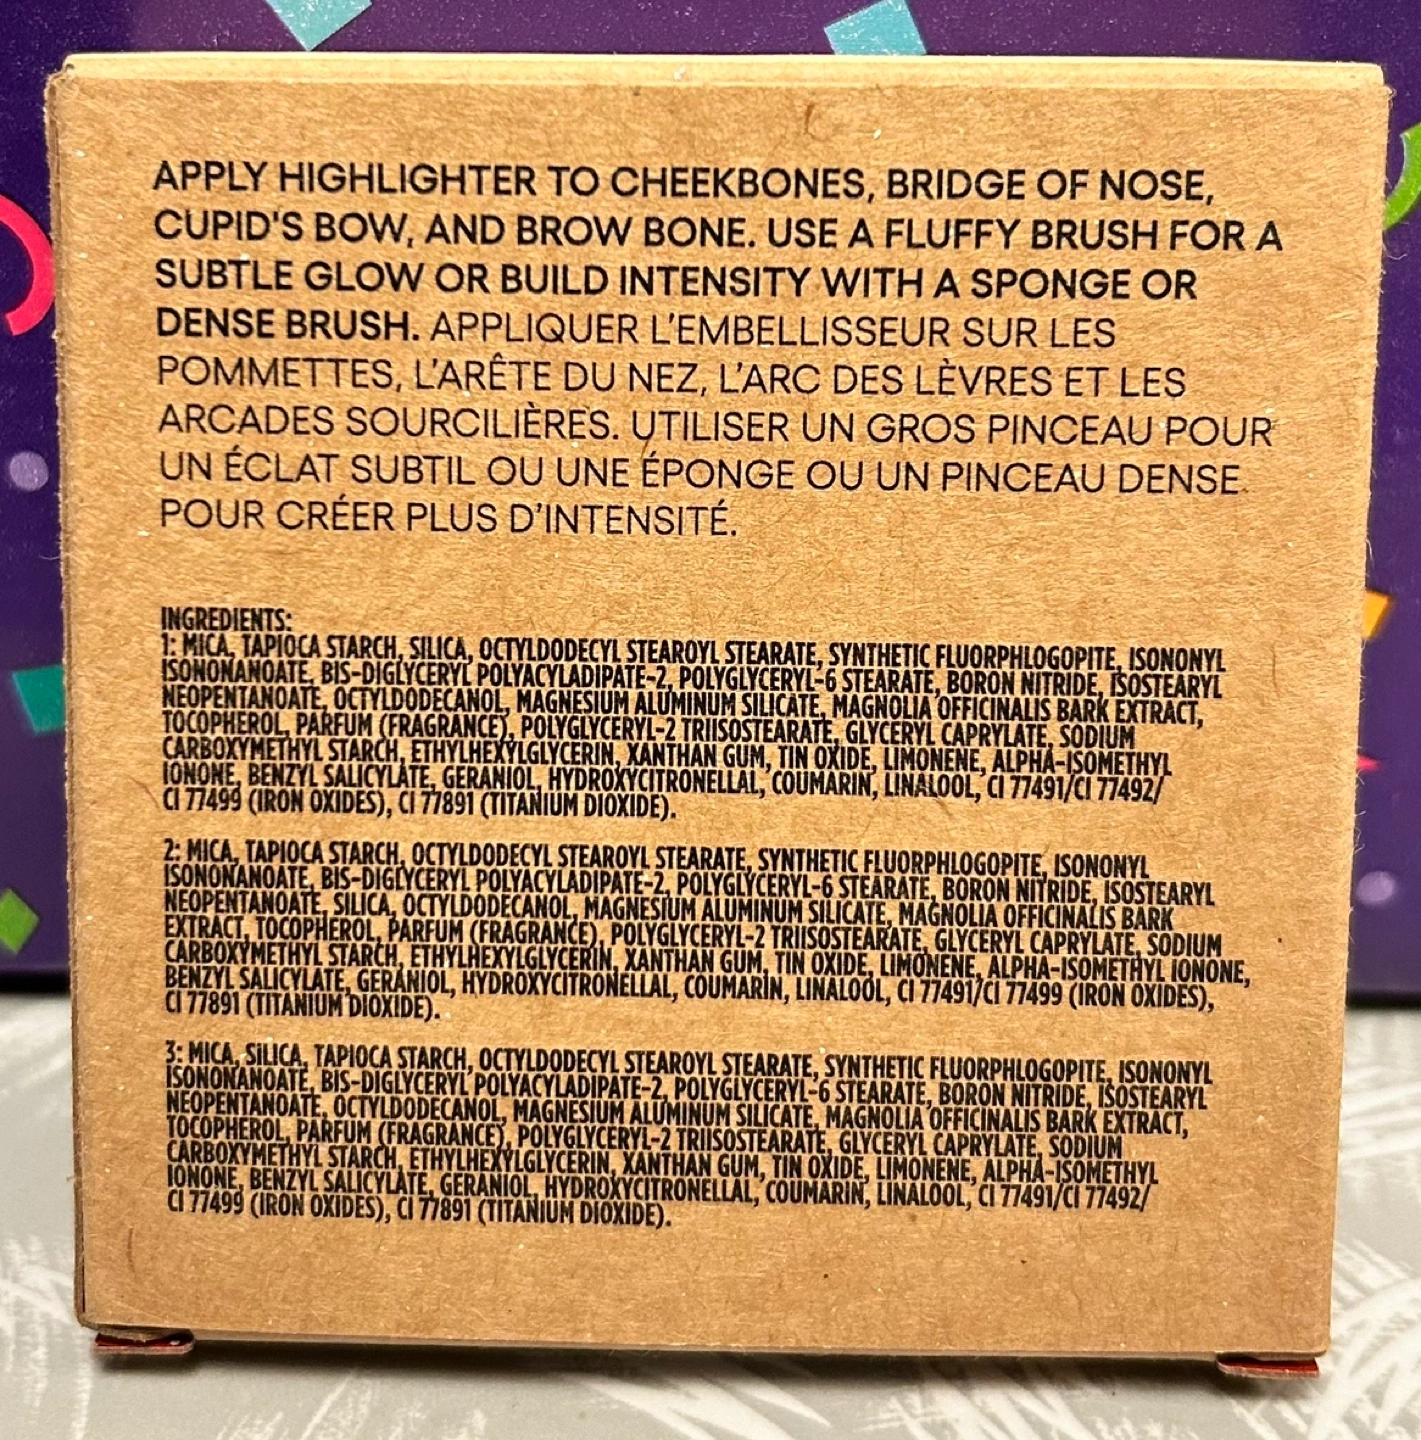 APPLY HIGHLIGHTER TO CHEEKBONES, BRIDGE OF NOSE,
CUPID'S BOW, AND BROW BONE. USE A FLUFFY BRUSH FOR A
SUBTLE GLOW OR BUILD INTENSITY WITH A SPONGE OR
DENSE BRUSH. APPLIQUER L'EMBELLISSEUR SUR LES
POMMETTES, L'ARÊTE DU NEZ, L'ARC DES LÈVRES ET LES
ARCADES SOURCILIÈRES. UTILISER UN GROS PINCEAU POUR
UN ÉCLAT SUBTIL OU UNE ÉPONGE OU UN PINCEAU DENSE
POUR CRÉER PLUS D'INTENSITÉ.
INGREDIENTS:
1: MICA, TAPIOCA STARCH, SILICA, OCTYLDODECYL STEAROYL STEARATE, SYNTHETIC FLUORPHLOGOPITE, ISONONYL
ISONONANOATE, BIS-DIGLYCERYL POLYACYLADIPATE-2, POLYGLYCERYL-6 STEARATE, BORON NITRIDE, ISOSTEARYL
NEOPENTANOATE, OCTYLDODECANOL, MAGNESIUM ALUMINUM SILICATE, MAGNOLIA OFFICINALIS BARK EXTRACT,
TOCOPHEROL, PARFUM (FRAGRANCE), POLYGLYCERYL-2 TRIISOSTEARATE, GLYCERYL CAPRYLATE, SODIUM
CARBOXYMETHYL STARCH, ETHYLHEXYLGLYCERIN, XANTHAN GUM, TIN OXIDE, LIMONENE, ALPHA-ISOMETHYL
IONONE, BENZYL SALICYLATE, GERANIOL, HYDROXYCITRONELLAL, COUMARIN, LINALOOL, CI 77491/CI 77492/
CI 77499 (IRON OXIDES), CI 77891 (TITANIUM DIOXIDE).
2: MICA, TAPIOCA STARCH, OCTYLDODECYL STEAROYL STEARATE, SYNTHETIC FLUORPHLOGOPITE, ISONONYL
ISONONANOATE, BIS-DIGLYCERYL POLYACYLADIPATE-2, POLYGLYCERYL-6 STEARATE, BORON NITRIDE, ISOSTEARYL
NEOPENTANOATE, SILICA, OCTYLDODECANOL, MAGNESIUM ALUMINUM SILICATE, MAGNOLIA OFFICINALIS BARK
EXTRACT, TOCOPHEROL, PARFUM (FRAGRANCE), POLYGLYCERYL-2 TRIISOSTEARATE, GLYCERYL CAPRYLATE, SODIUM
CARBOXYMETHYL STARCH, ETHYLHEXYLGLYCERIN, XANTHAN GUM, TIN OXIDE, LIMONENE, ALPHA-ISOMETHYL IONONE,
BENZYL SALICYLATE, GERANIOL, HYDROXYCITRONELLAL, COUMARIN, LINALOOL, CI 77491/CI 77499 (IRON OXIDES),
CI 77891 (TITANIUM DIOXIDE).
3: MICA, SILICA, TAPIOCA STARCH, OCTYLDODECYL STEAROYL STEARATE, SYNTHETIC FLUORPHLOGOPITE, ISONONYL
ISONONANOATE, BIS-DIGLYCERYL POLYACYLADIPATE-2, POLYGLYCERYL-6 STEARATE, BORON NITRIDE, ISOSTEARYL
NEOPENTANOATE, OCTYLDODECANOL, MAGNESIUM ALUMINUM SILICATE, MAGNOLIA OFFICINALIS BARK EXTRACT,
TOCOPHEROL, PARFUM (FRAGRANCE), POLYGLYCERYL-2 TRIISOSTEARATE, GLYCERYL CAPRYLATE, SODIUM
CARBOXYMETHYL STARCH, ETHYLHEXYLGLYCERIN, XANTHAN GUM, TIN OXIDE, LIMONENE, ALPHA-ISOMETHYL
IONONE, BENZYL SALICYLATE, GERANIOL, HYDROXYCITRONELLAL, COUMARIN, LINALOOL, CI 77491/CI 77492/
CI 77499 (IRON OXIDES), CI 77891 (TITANIUM DIOXIDE).